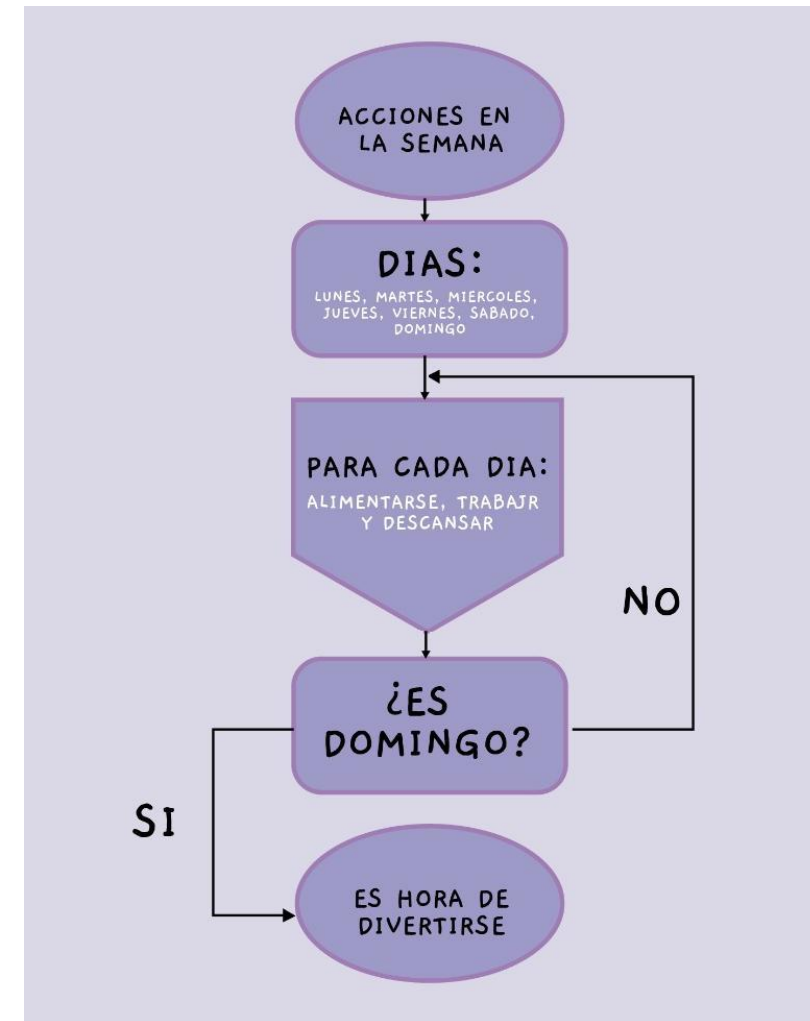 ACCIONES EN
LA SEMANA
DIAS:
LUNES, MARTES, MIERCOLES,
JUEVES, VIERNES, SABADO,
DOMINGO
PARA CADA DIA:
ALIMENTARSE, TRABAJR
Y DESCANSAR
NO
¿ES
DOMINGO?
SI
ES HORA DE
DIVERTIRSE